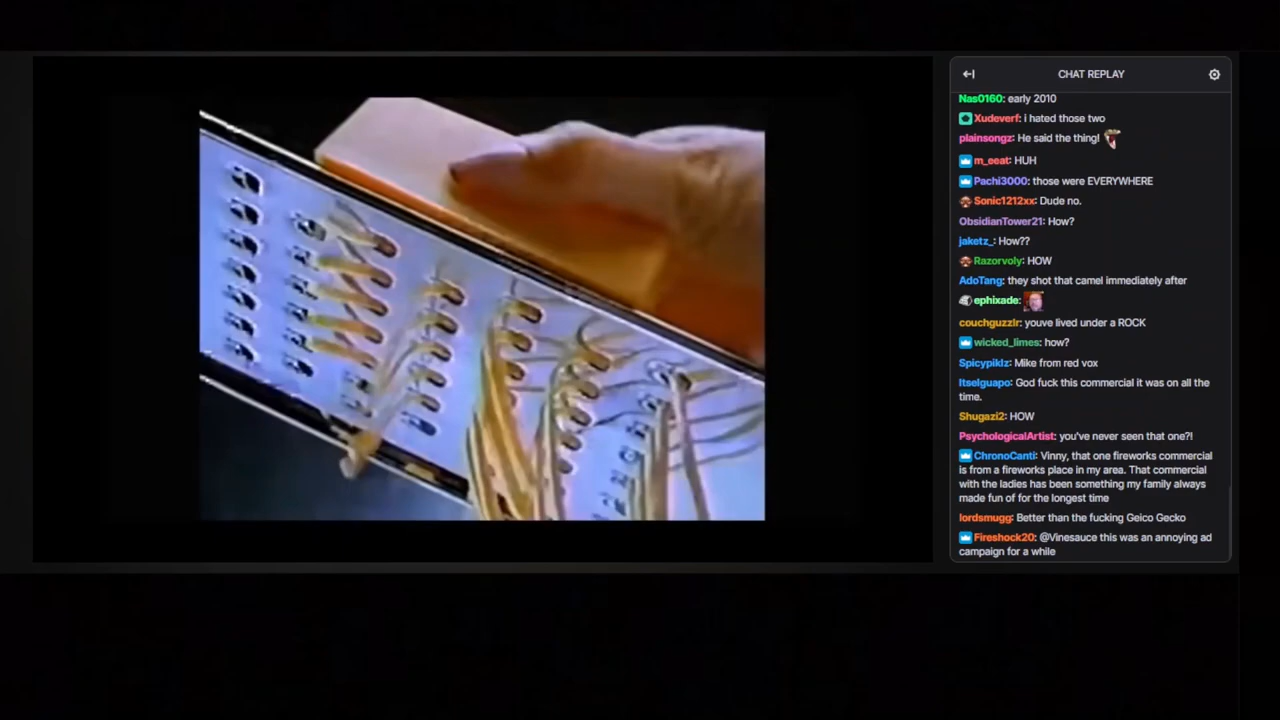 CHAT REPLAY
Nas0160: early 2010
Xudeverf: i hated those two
plainsongz: He said the thing!
m_eeat: HUH
Pachi3000: those were EVERYWHERE
Sonic1212xx: Dude no.
ObsidianTower21: How?
jaketz_: How??
Razorvoly: HOW
AdoTang: they shot that camel immediately after
ephixade:
couchguzzlr: youve lived under a ROCK
wicked_limes: how?
Spicypiklz: Mike from red vox
Itselguapo: God fuck this commercial it was on all the
time.
Shugazi2: HOW
PsychologicalArtist: you've never seen that one?!
ChronoCanti: Vinny, that one fireworks commercial
is from a fireworks place in my area. That commercial
with the ladies has been something my family always
made fun of for the longest time
lordsmugg: Better than the fucking Geico Gecko
Fireshock20: @Vinesauce this was an annoying ad
campaign for a while